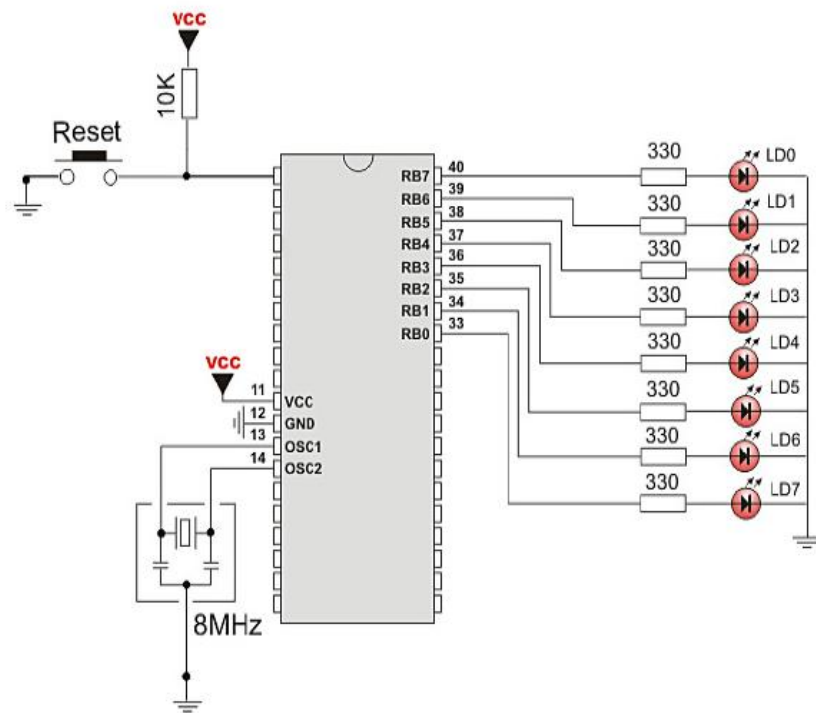 VCC
10K
Reset
RB7 40 330 LD0
RB6 39 330 LD1
RB5 38 330 LD2
RB4 37 330 LD3
RB3 36 330 LD4
RB2 35 330 LD5
RB1 34 330 LD6
RB0 33 330 LD7
VCC
11 VCC
12 GND
13 OSC1
14 OSC2
8MHz